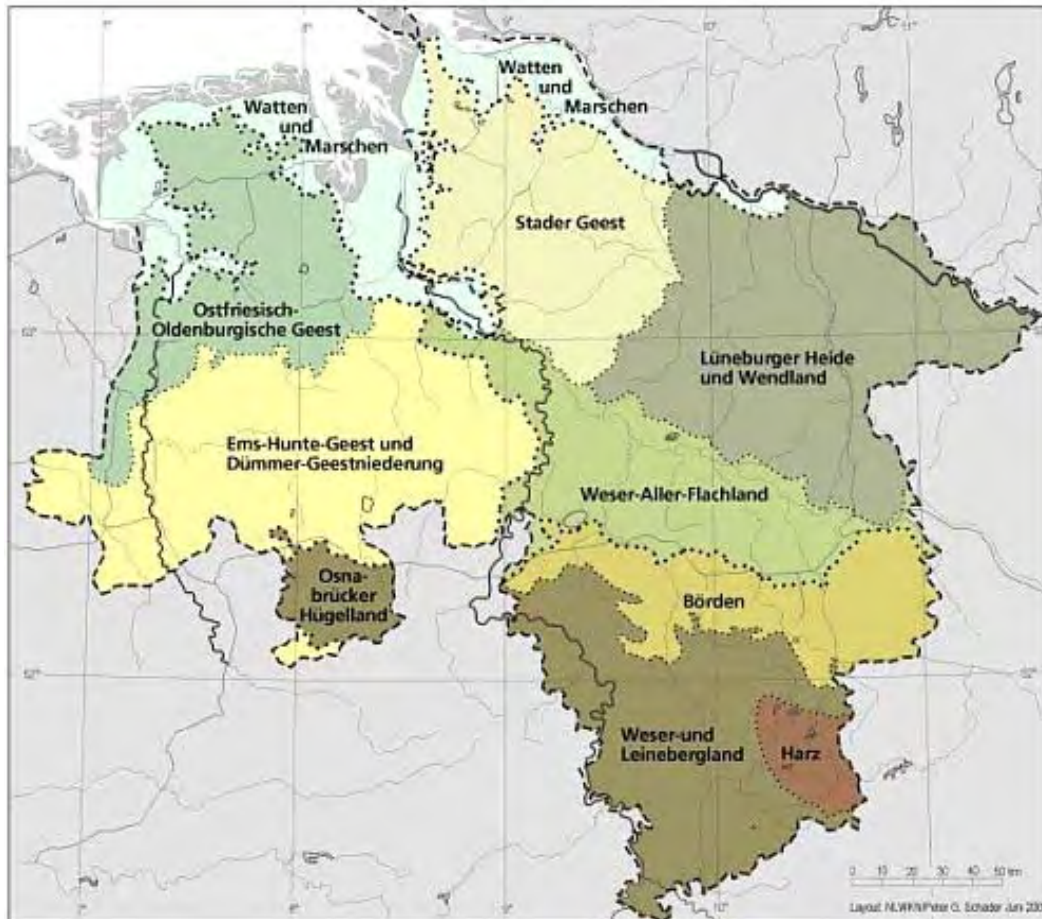 Watten
und
Marschen
Watten
und
Marschen
Stader Geest
Ostfriesisch-
Oldenburgische Geest
Lüneburger Heide
und Wendland
Ems-Hunte-Geest und
Dümmer-Geestniederung
Weser-Aller-Flachland
Osna-
brücker
Hügelland
Börden
Weser-und
Leinebergland
Harz
0 10 20 30 40 50 km